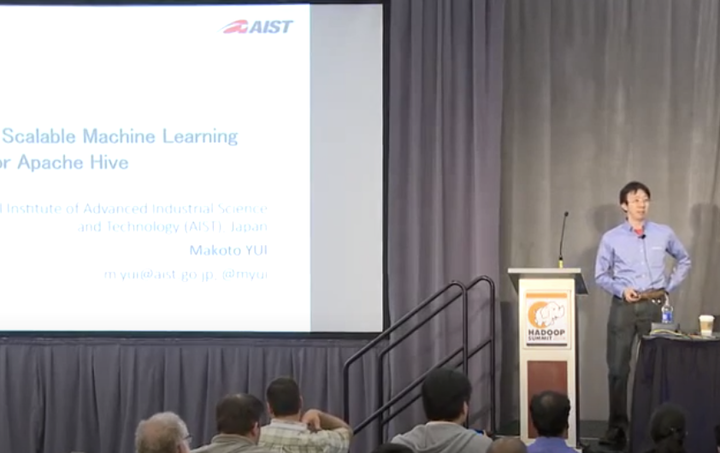 AIST
Scalable Machine Learning
or Apache Hive
Institute of Advanced Industrial Science
and Technology (AIST), Japan
Makoto YUI
m.yui@aist.go.jp, @myui
HADOOP
SUMMIT